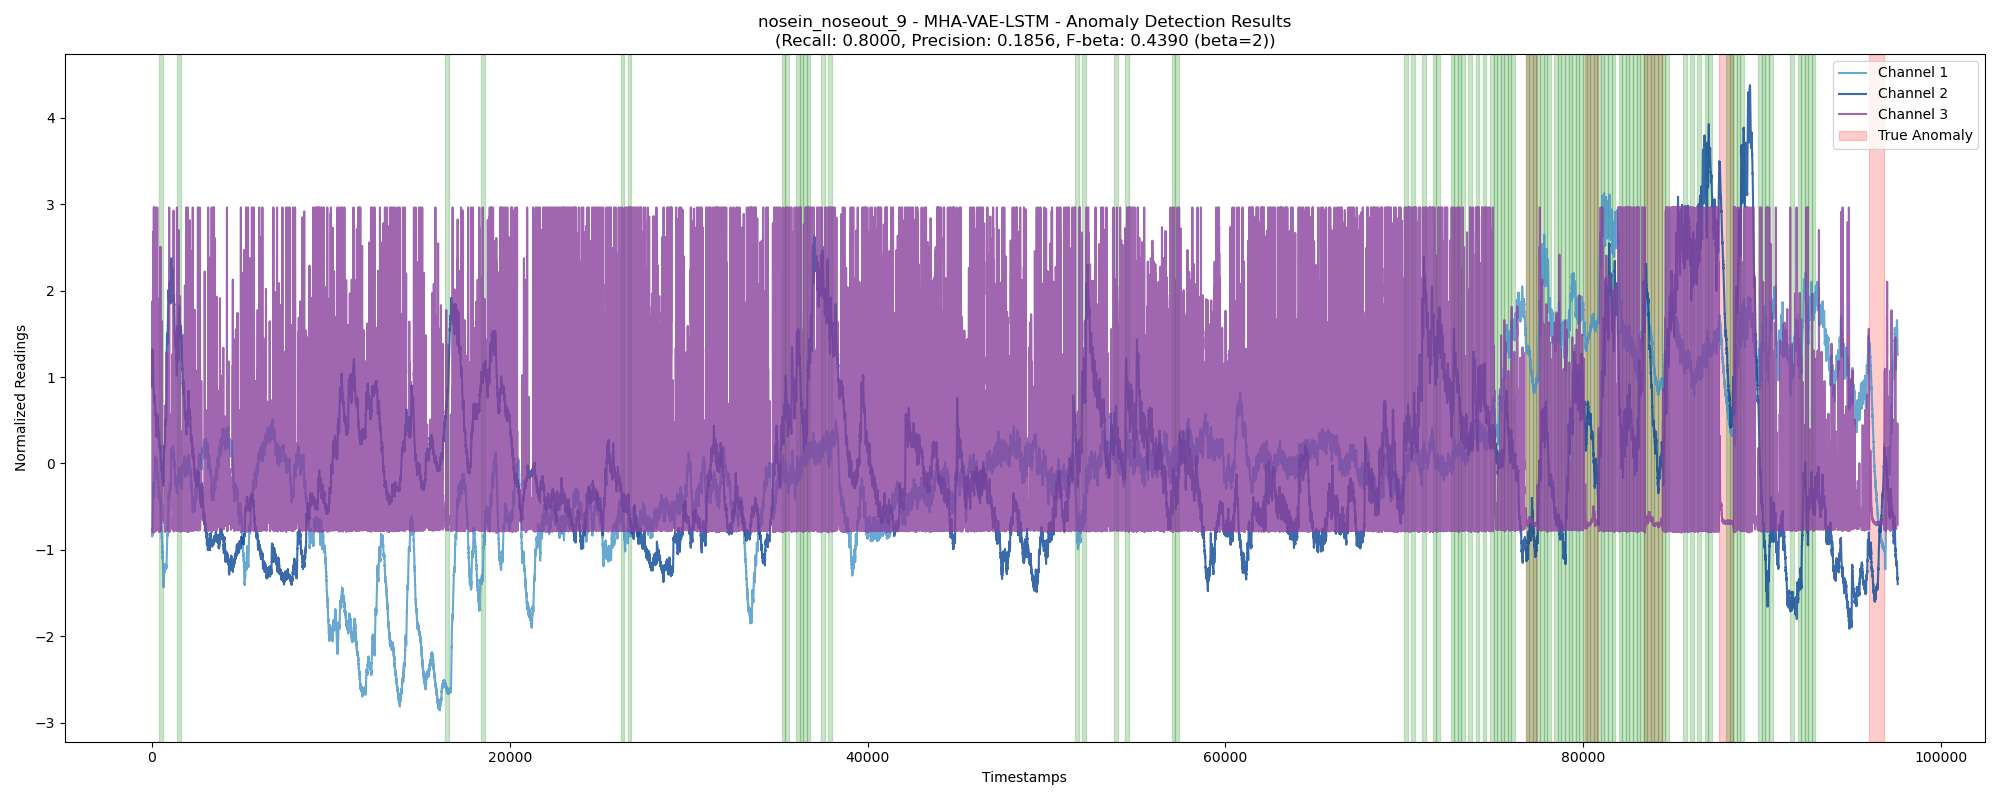 nosein_noseout_9 - MHA-VAE-LSTM - Anomaly Detection Results
(Recall: 0.8000, Precision: 0.1856, F-beta: 0.4390 (beta=2))
Channel 1
Channel 2
Channel 3
True Anomaly
Normalized Readings
4
3
2
1
0
−1
−2
−3
0 20000 40000 60000 80000 100000
Timestamps